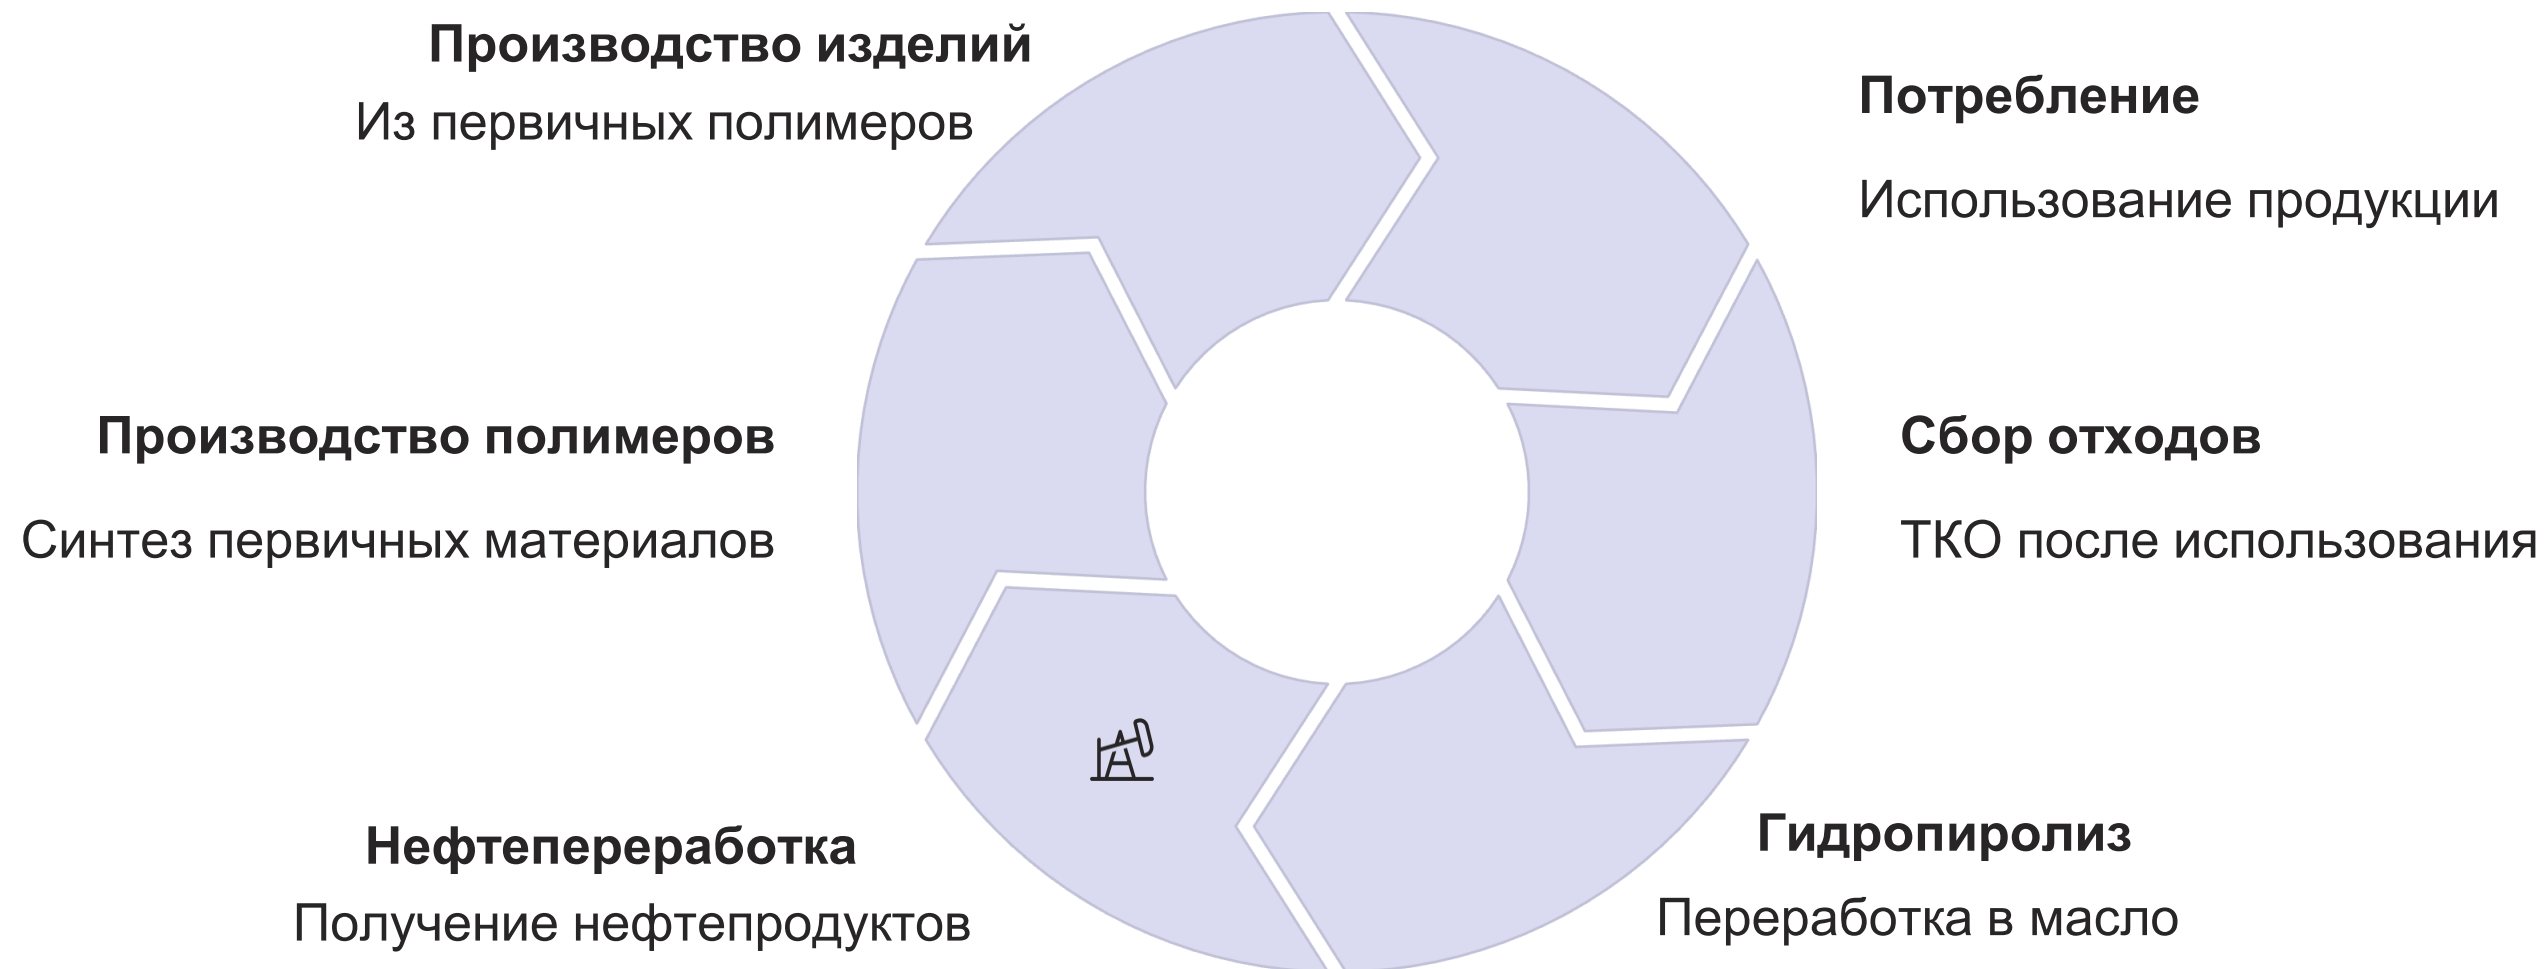 Производство изделий
Из первичных полимеров
Потребление
Использование продукции
Производство полимеров
Синтез первичных материалов
Сбор отходов
ТКО после использования
Нефтепереработка
Получение нефтепродуктов
Гидропиролиз
Переработка в масло